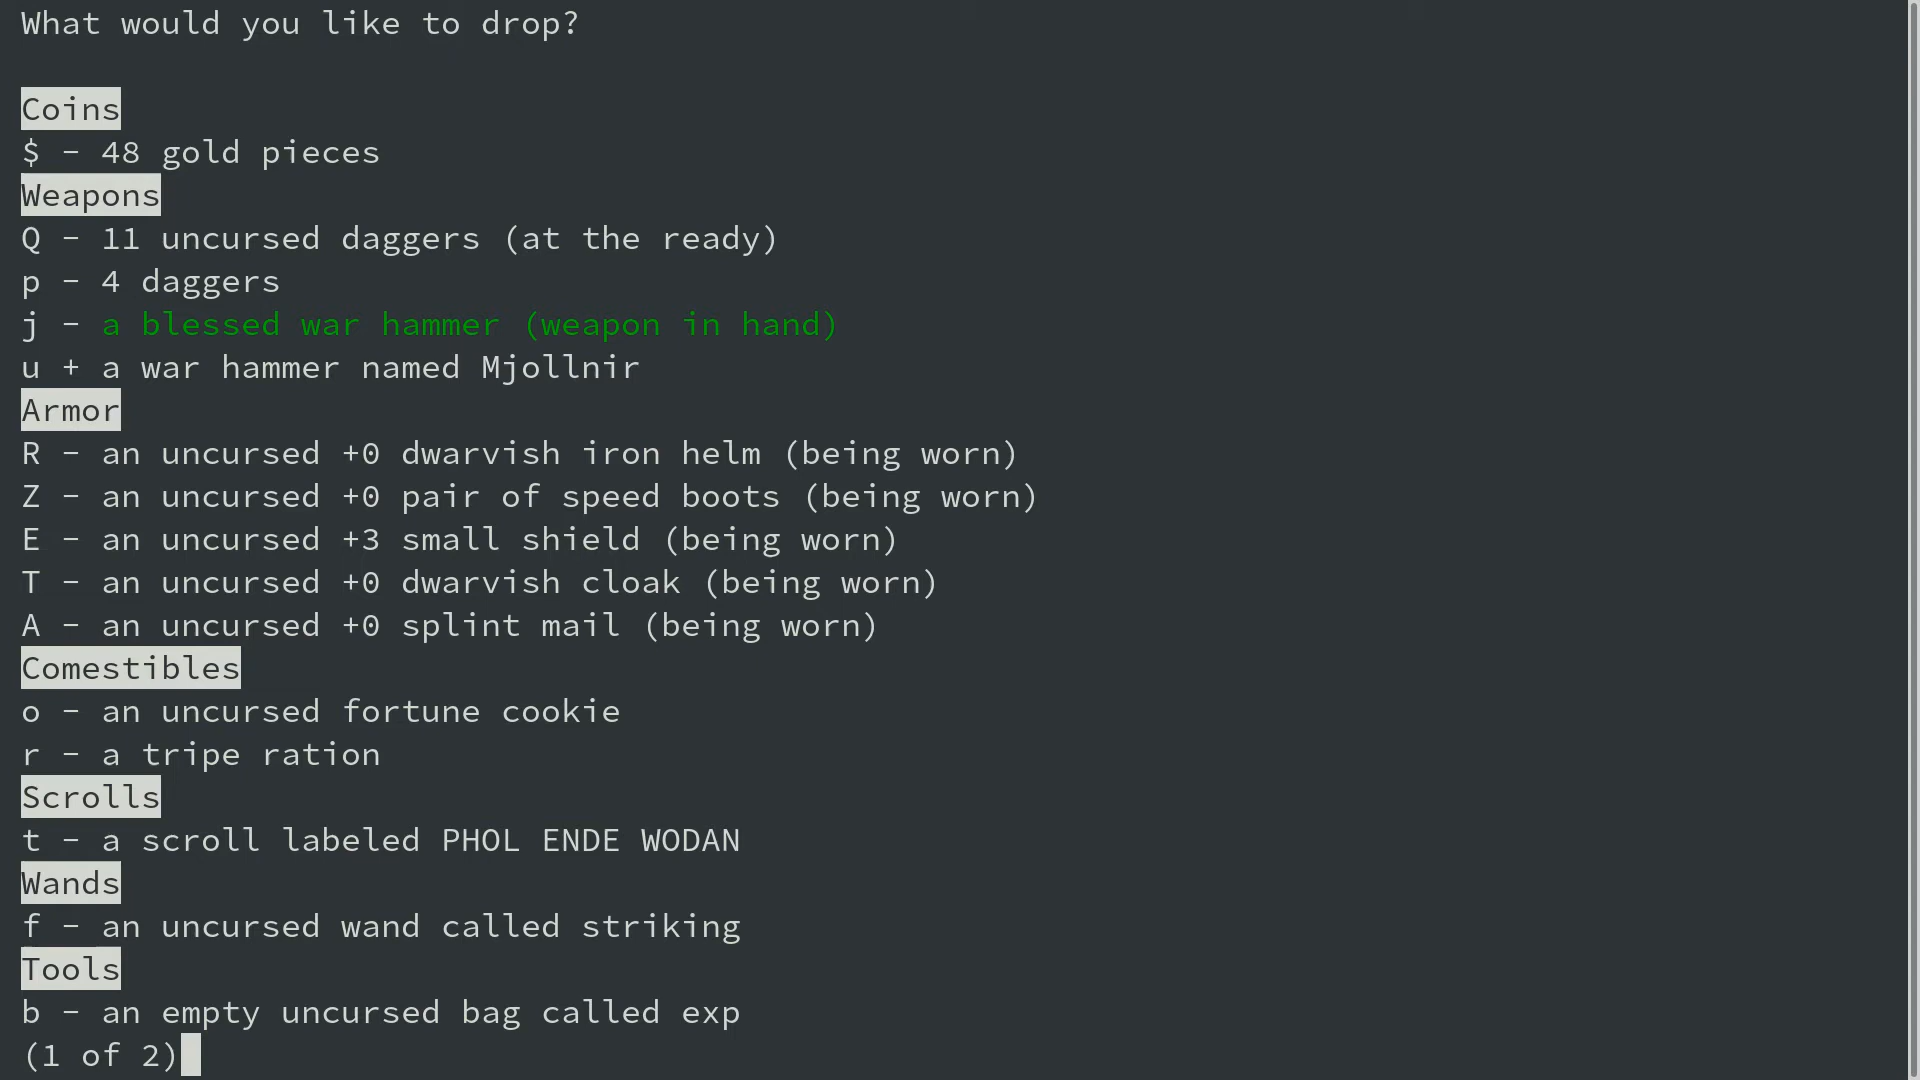 What would you like to drop?
Coins
$ - 48 gold pieces
Weapons
Q - 11 uncursed daggers (at the ready)
p - 4 daggers
j - a blessed war hammer (weapon in hand)
u + a war hammer named Mjollnir
Armor
R - an uncursed +0 dwarvish iron helm (being worn)
Z - an uncursed +0 pair of speed boots (being worn)
E - an uncursed +3 small shield (being worn)
T - an uncursed +0 dwarvish cloak (being worn)
A - an uncursed +0 splint mail (being worn)
Comestibles
o - an uncursed fortune cookie
r - a tripe ration
Scrolls
t - a scroll labeled PHOL ENDE WODAN
Wands
f - an uncursed wand called striking
Tools
b - an empty uncursed bag called exp
(1 of 2)